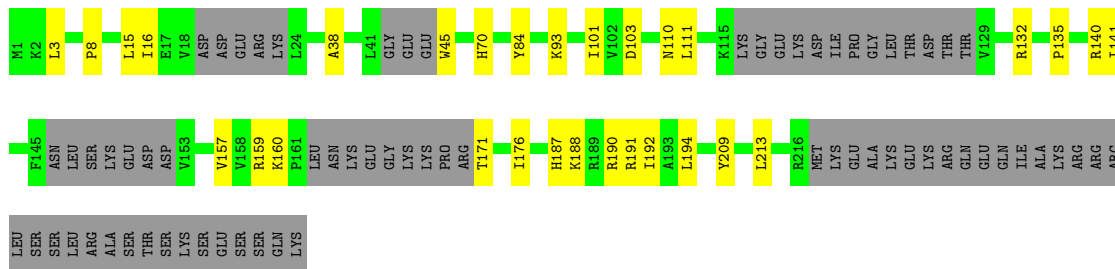 M1 K2 L3 P8 L15 I16 E17 V18 ASP ASP GLU ARG LYS L24 A38 L41 GLY GLU GLU W45 H70 Y84 K93 I101 V102 D103 N110 L111 K115 LYS GLY GLU LYS ASP ILE PRO GLY LEU THR ASP THR THR V129 R132 P135 R140 I141
F145 ASN LEU SER LYS GLU ASP ASP V153 V157 V158 R159 K160 P161 LEU ASN LYS GLU GLY LYS LYS PRO ARG T171 I176 H187 K188 R189 R190 R191 I192 A193 L194 Y209 L213 R216 MET LYS GLU ALA LYS GLU LYS ARG GLN GLU GLN ILE ALA LYS ARG ARG ARG
LEU SER SER LEU ARG ALA SER THR SER LYS SER GLU SER SER GLN LYS